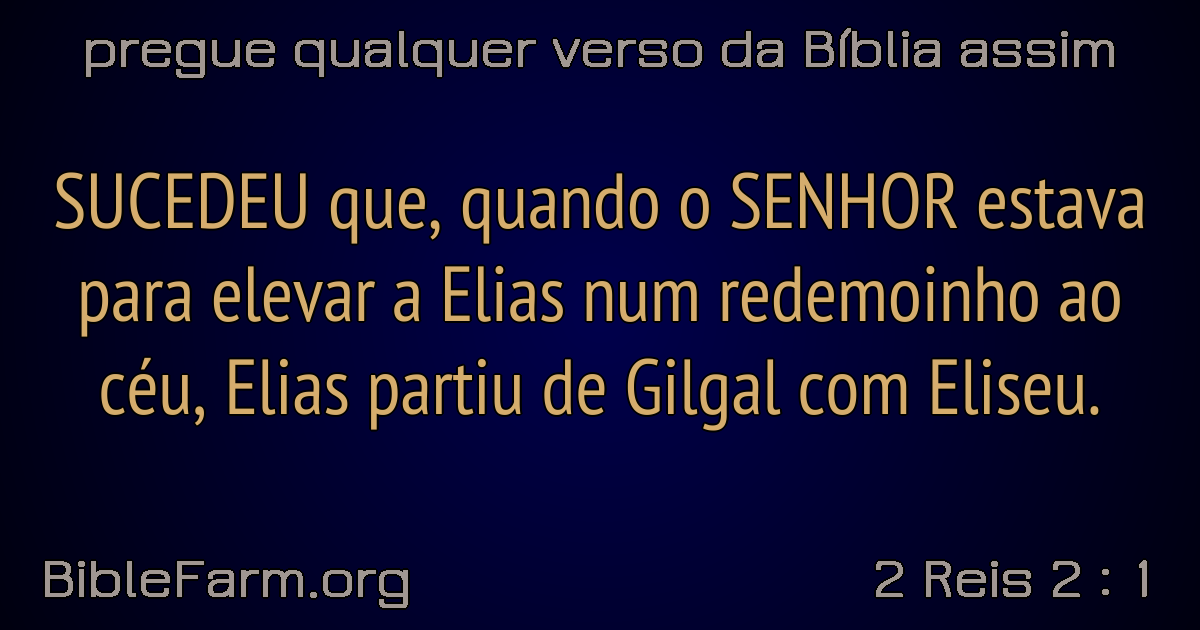 pregue qualquer verso da Bíblia assim
SUCEDEU que, quando o SENHOR estava
para elevar a Elias num redemoinho ao
céu, Elias partiu de Gilgal com Eliseu.
BibleFarm.org
2 Reis 2 : 1